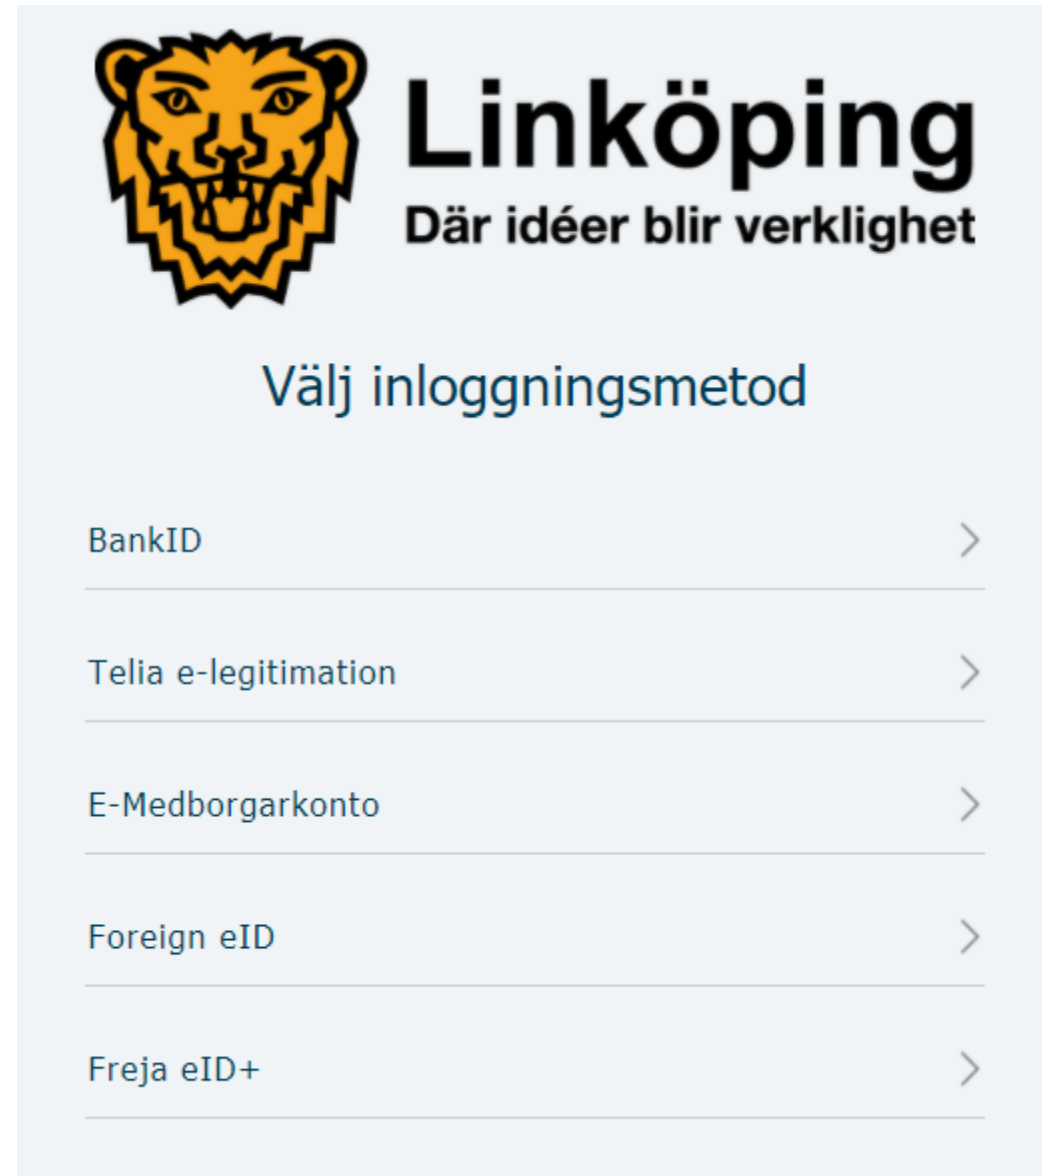 Linköping
Där idéer blir verklighet
Välj inloggningsmetod
BankID
Telia e-legitimation
E-Medborgarkonto
Foreign eID
Freja eID+